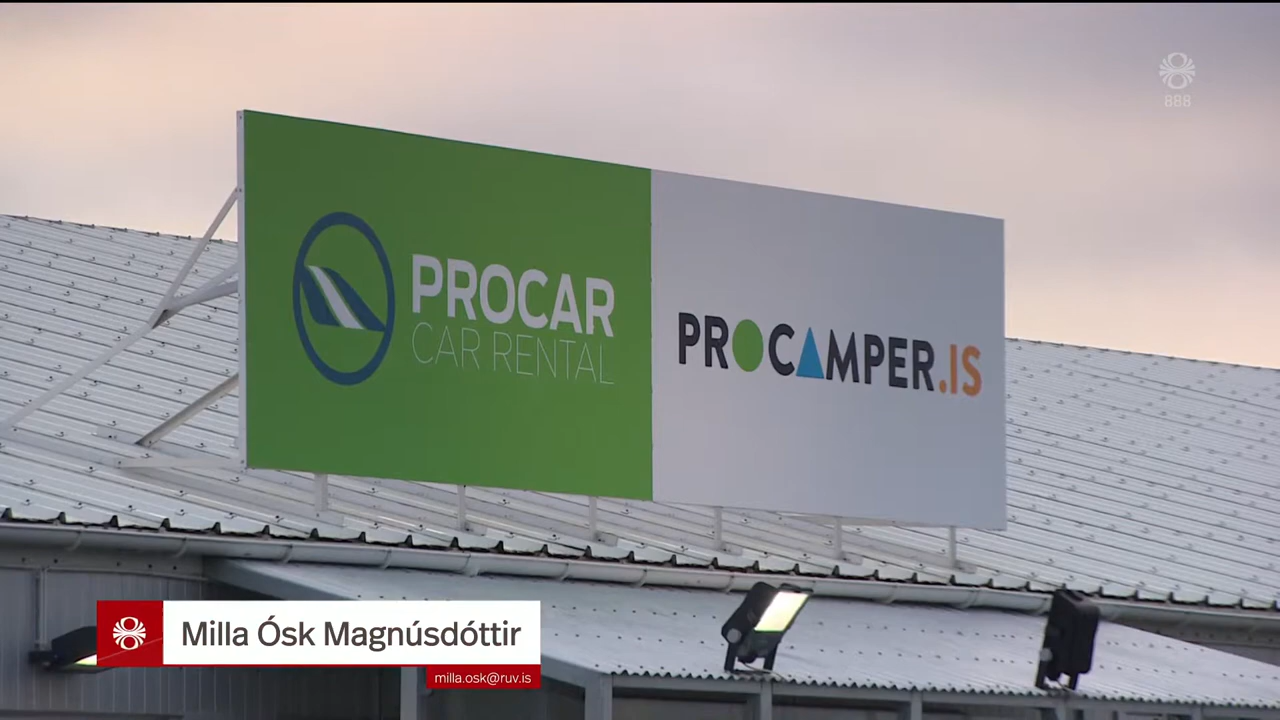 888
PROCAR
CAR RENTAL
PROCAMPER.IS
Milla Ósk Magnúsdóttir
milla.osk@ruv.is